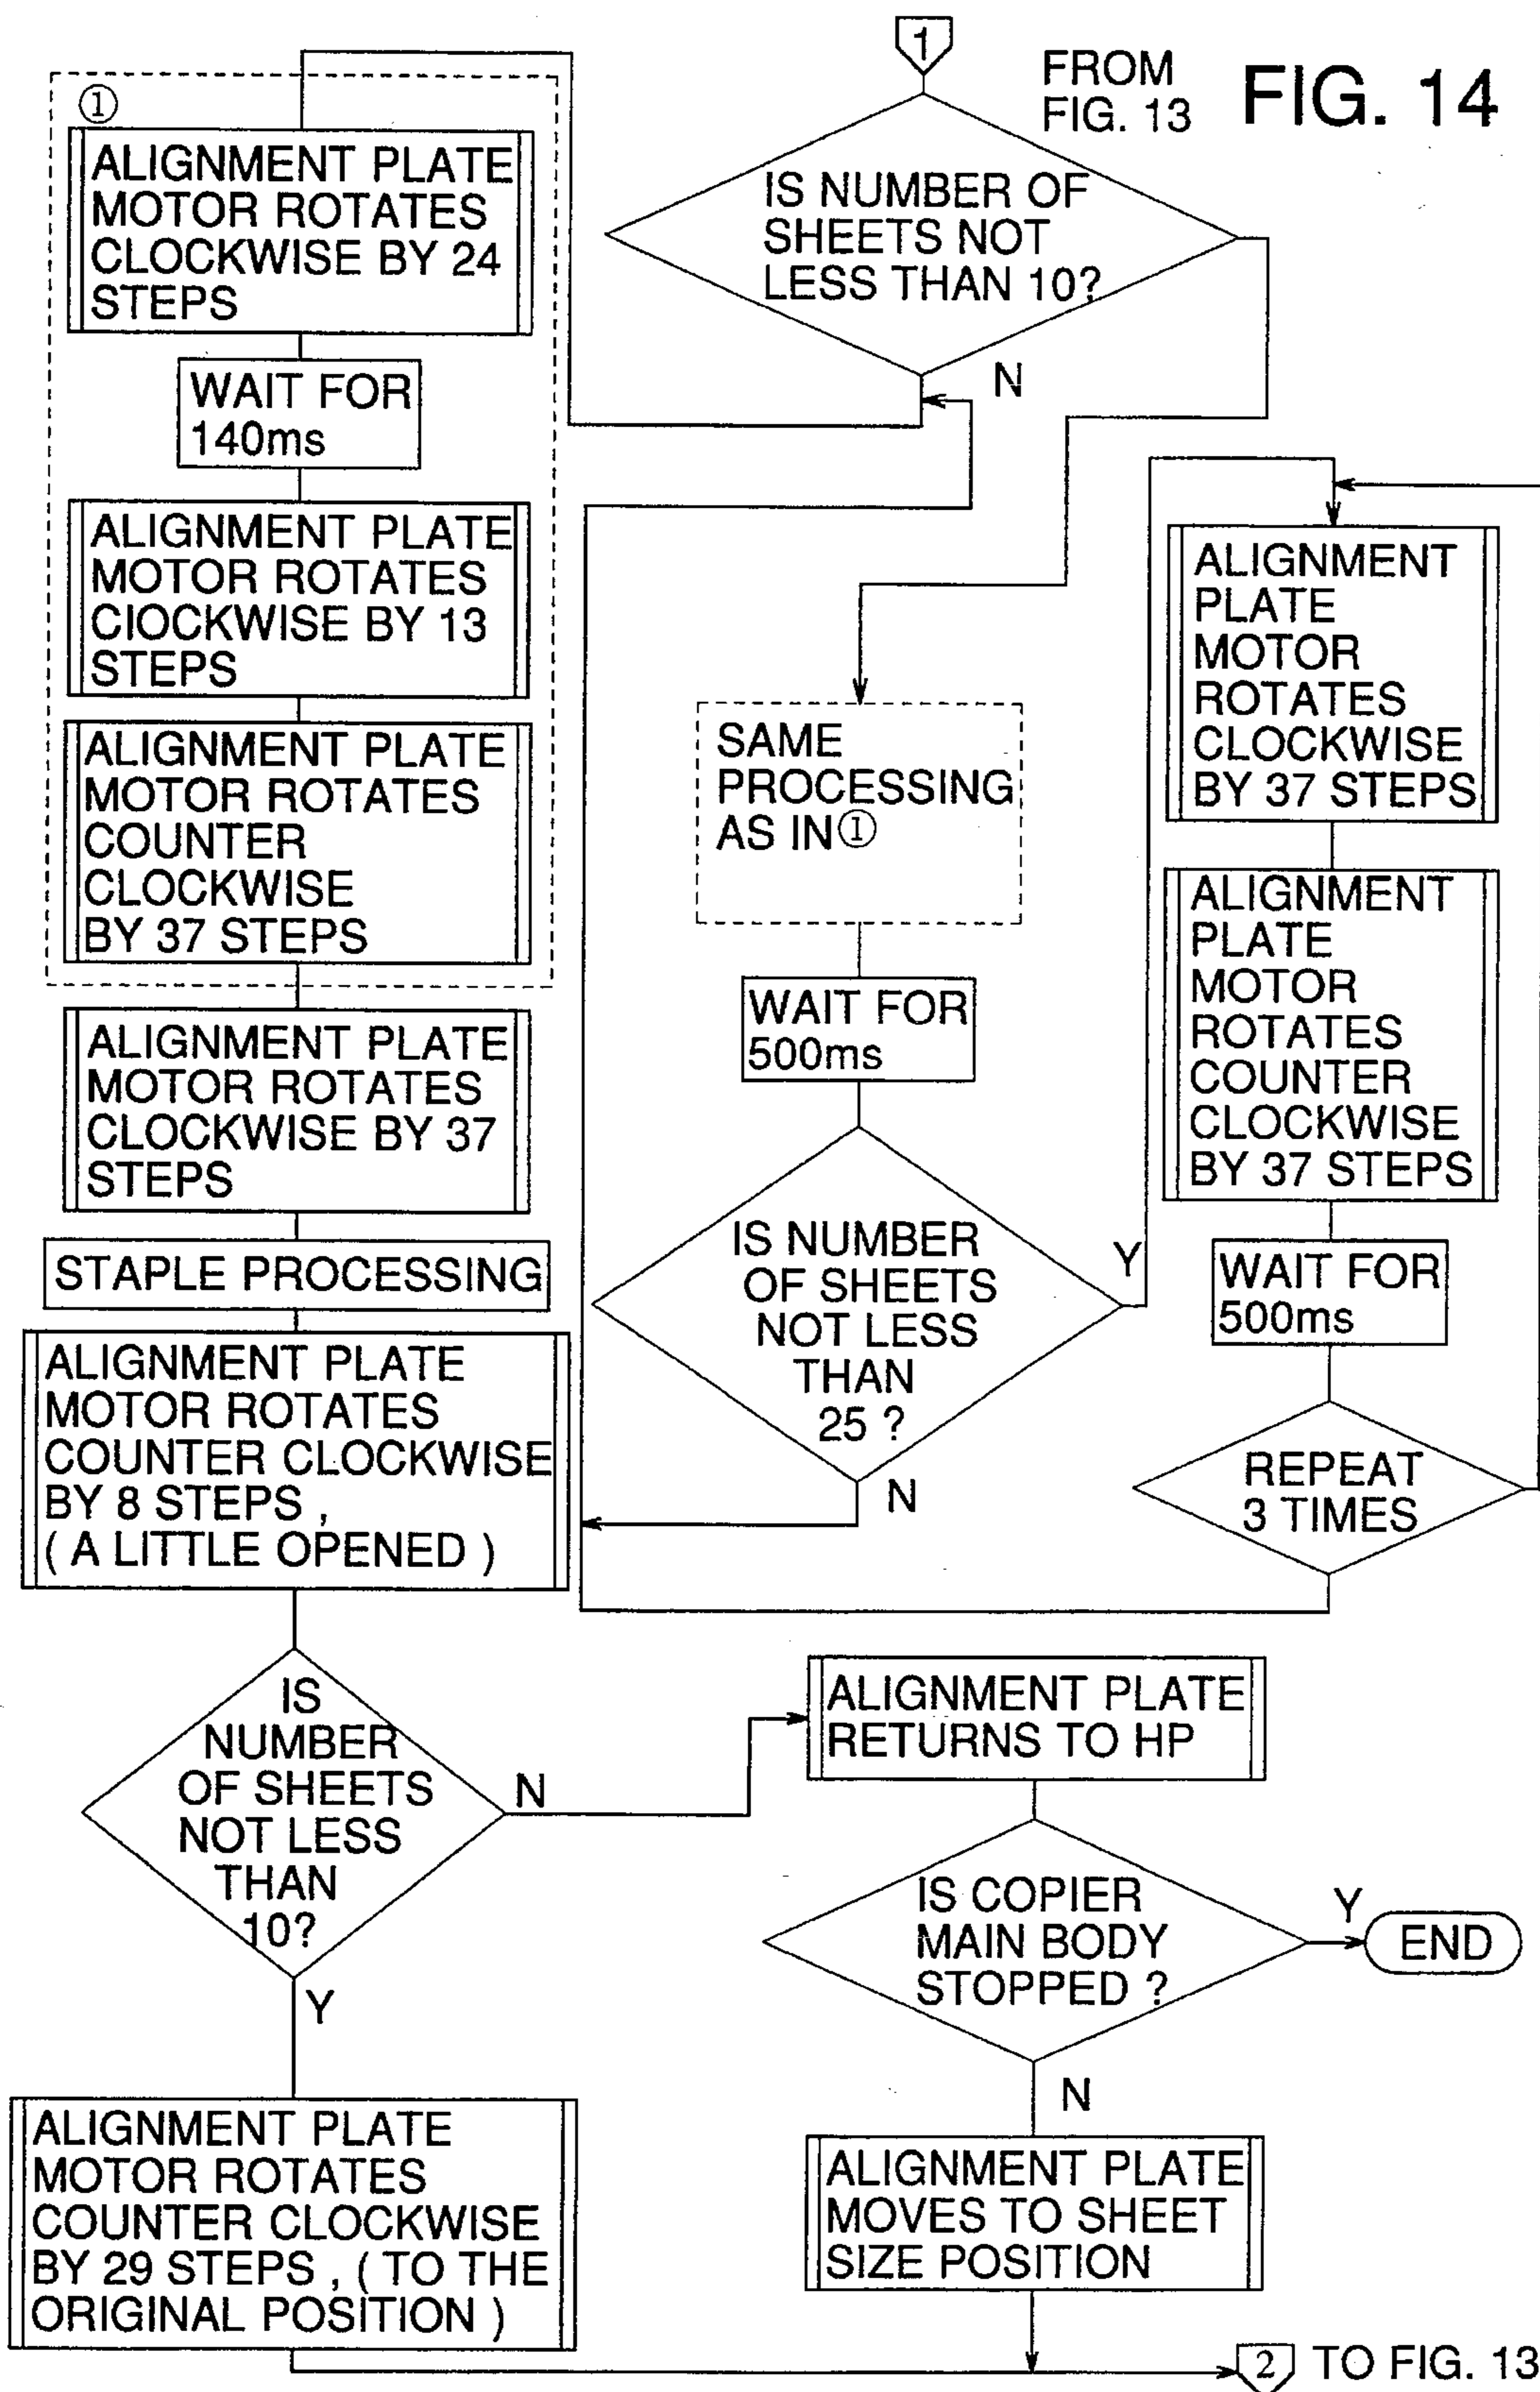 1
FROM
FIG. 13
FIG. 14
IS NUMBER OF
SHEETS NOT
LESS THAN 10?
N
①
ALIGNMENT PLATE
MOTOR ROTATES
CLOCKWISE BY 24
STEPS
WAIT FOR
140ms
ALIGNMENT PLATE
MOTOR ROTATES
ClOCKWISE BY 13
STEPS
ALIGNMENT PLATE
MOTOR ROTATES
COUNTER
CLOCKWISE
BY 37 STEPS
ALIGNMENT PLATE
MOTOR ROTATES
CLOCKWISE BY 37
STEPS
STAPLE PROCESSING
ALIGNMENT PLATE
MOTOR ROTATES
COUNTER CLOCKWISE
BY 8 STEPS ,
( A LITTLE OPENED )
IS
NUMBER
OF SHEETS
NOT LESS
THAN
10?
N
Y
ALIGNMENT PLATE
MOTOR ROTATES
COUNTER CLOCKWISE
BY 29 STEPS , ( TO THE
ORIGINAL POSITION )
SAME
PROCESSING
AS IN ①
WAIT FOR
500ms
IS NUMBER
OF SHEETS
NOT LESS
THAN
25 ?
Y
N
ALIGNMENT
PLATE
MOTOR
ROTATES
CLOCKWISE
BY 37 STEPS
ALIGNMENT
PLATE
MOTOR
ROTATES
COUNTER
CLOCKWISE
BY 37 STEPS
WAIT FOR
500ms
REPEAT
3 TIMES
ALIGNMENT PLATE
RETURNS TO HP
IS COPIER
MAIN BODY
STOPPED ?
Y
END
N
ALIGNMENT PLATE
MOVES TO SHEET
SIZE POSITION
2
TO FIG. 13